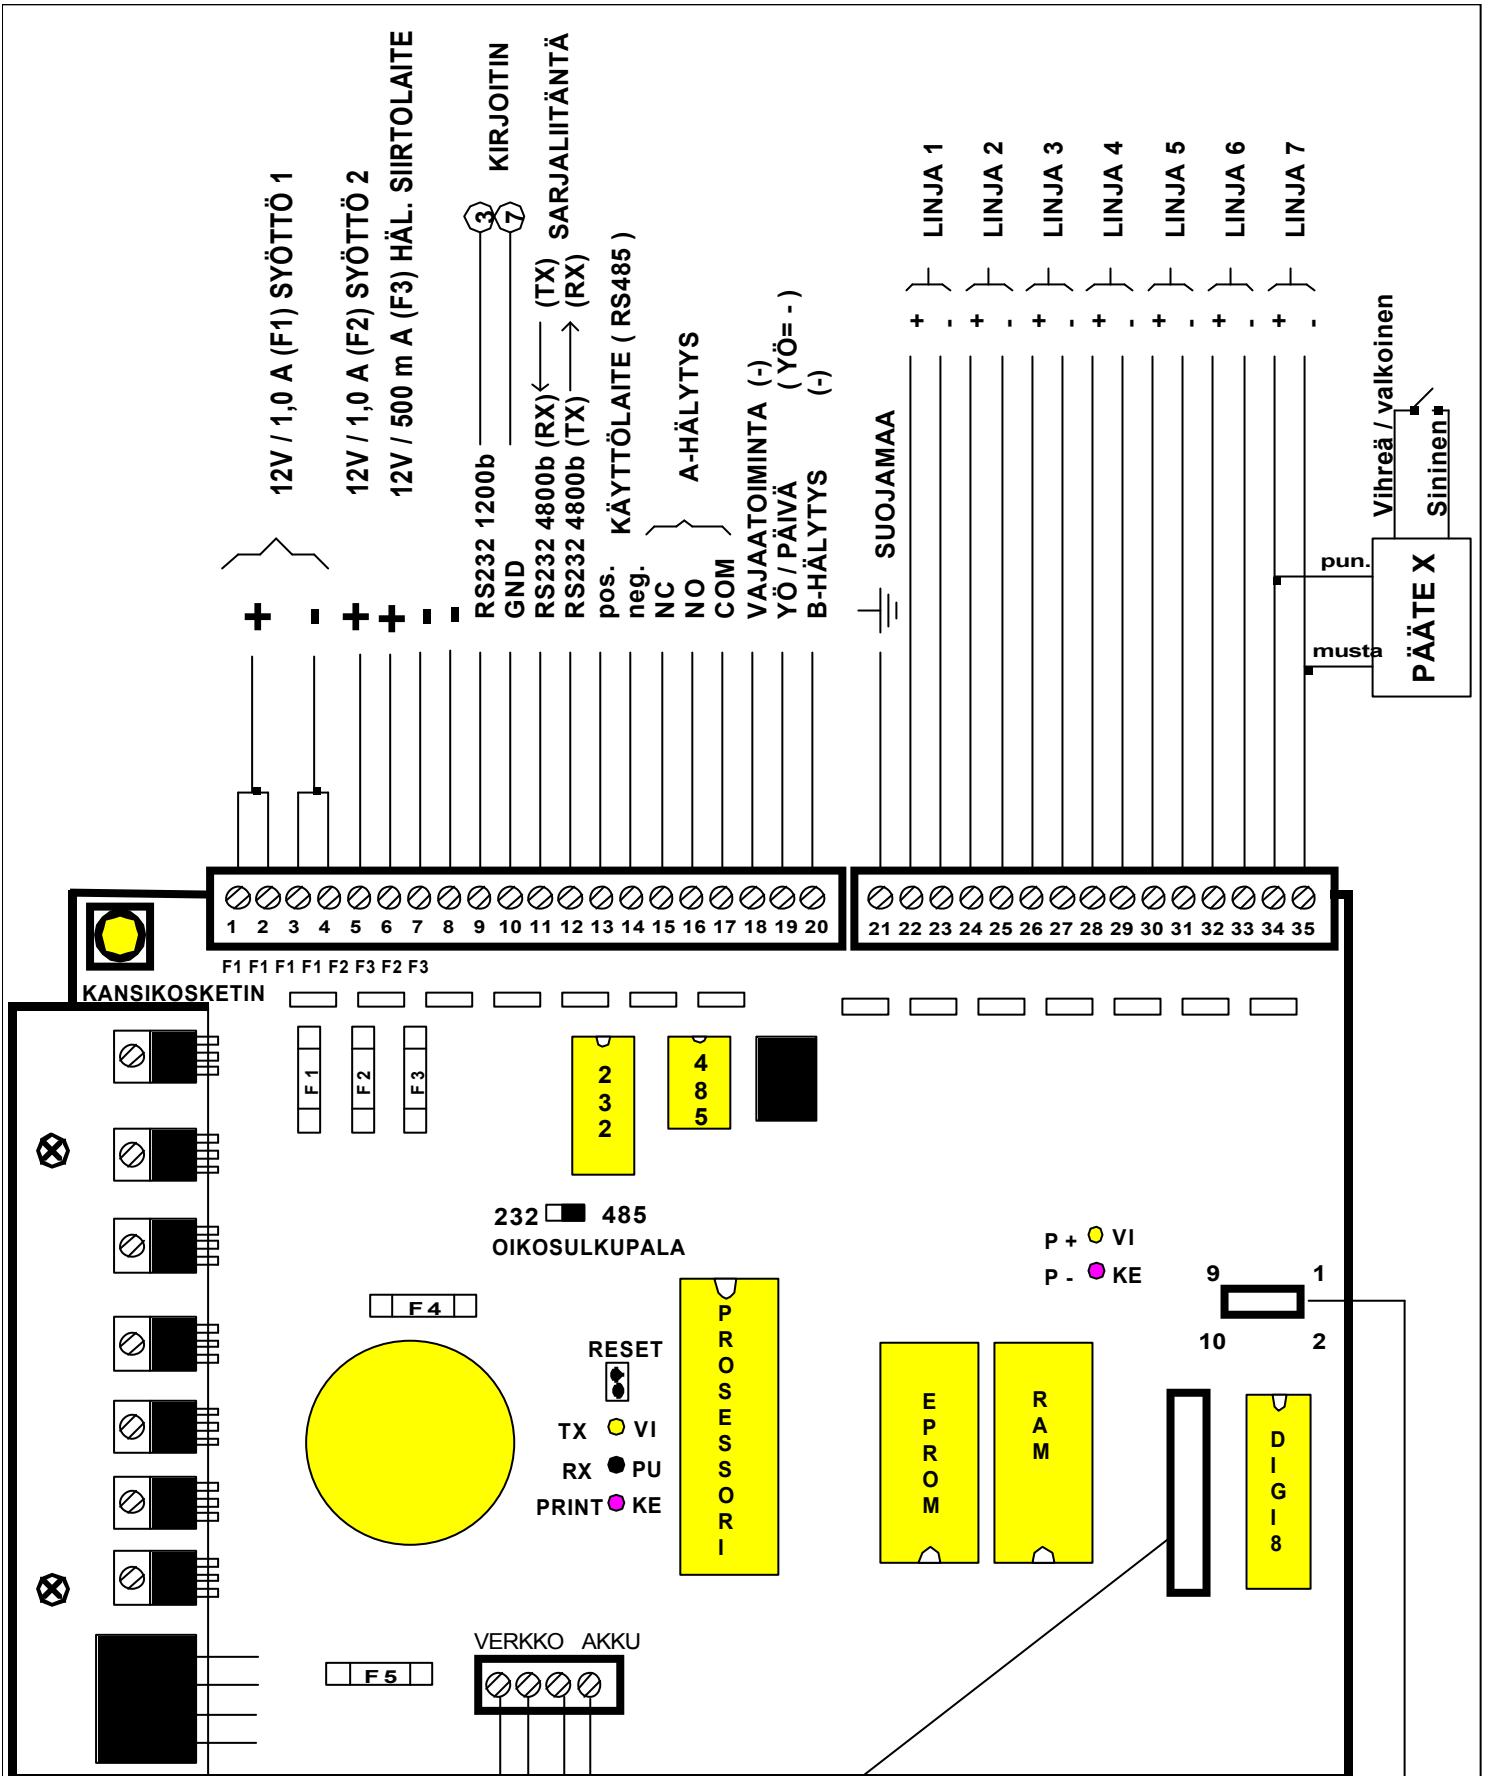 12V / 1,0 A (F1) SYÖTTÖ 1
12V / 1,0 A (F2) SYÖTTÖ 2
12V / 500 m A (F3) HÄL. SIIRTOLAITE
KIRJOITIN
3
7
SARJALIITÄNTÄ
(TX)
(RX)
RS232 1200b
GND
RS232 4800b (RX)
RS232 4800b (TX)
KÄYTTÖLAITE ( RS485 )
pos.
neg.
A-HÄLYTYS
NC
NO
COM
VAJAATOIMINTA (-)
YÖ / PÄIVÄ ( YÖ= - )
B-HÄLYTYS (-)
SUOJAMAA
LINJA 1
LINJA 2
LINJA 3
LINJA 4
LINJA 5
LINJA 6
LINJA 7
+ - + - + - + - + - + - + -
+ - + + - -
Vihreä / valkoinen
Sininen
pun.
musta
PÄÄTE X
1 2 3 4 5 6 7 8 9 10 11 12 13 14 15 16 17 18 19 20
21 22 23 24 25 26 27 28 29 30 31 32 33 34 35
F1 F1 F1 F1 F2 F3 F2 F3
KANSIKOSKETIN
F 1
F 2
F 3
232
485
232 485
OIKOSULKUPALA
P + VI
P - KE
9 1
10 2
F 4
RESET
TX VI
RX PU
PRINT KE
PROSESSORI
EPROM
RAM
DIGI8
VERKKO AKKU
F 5